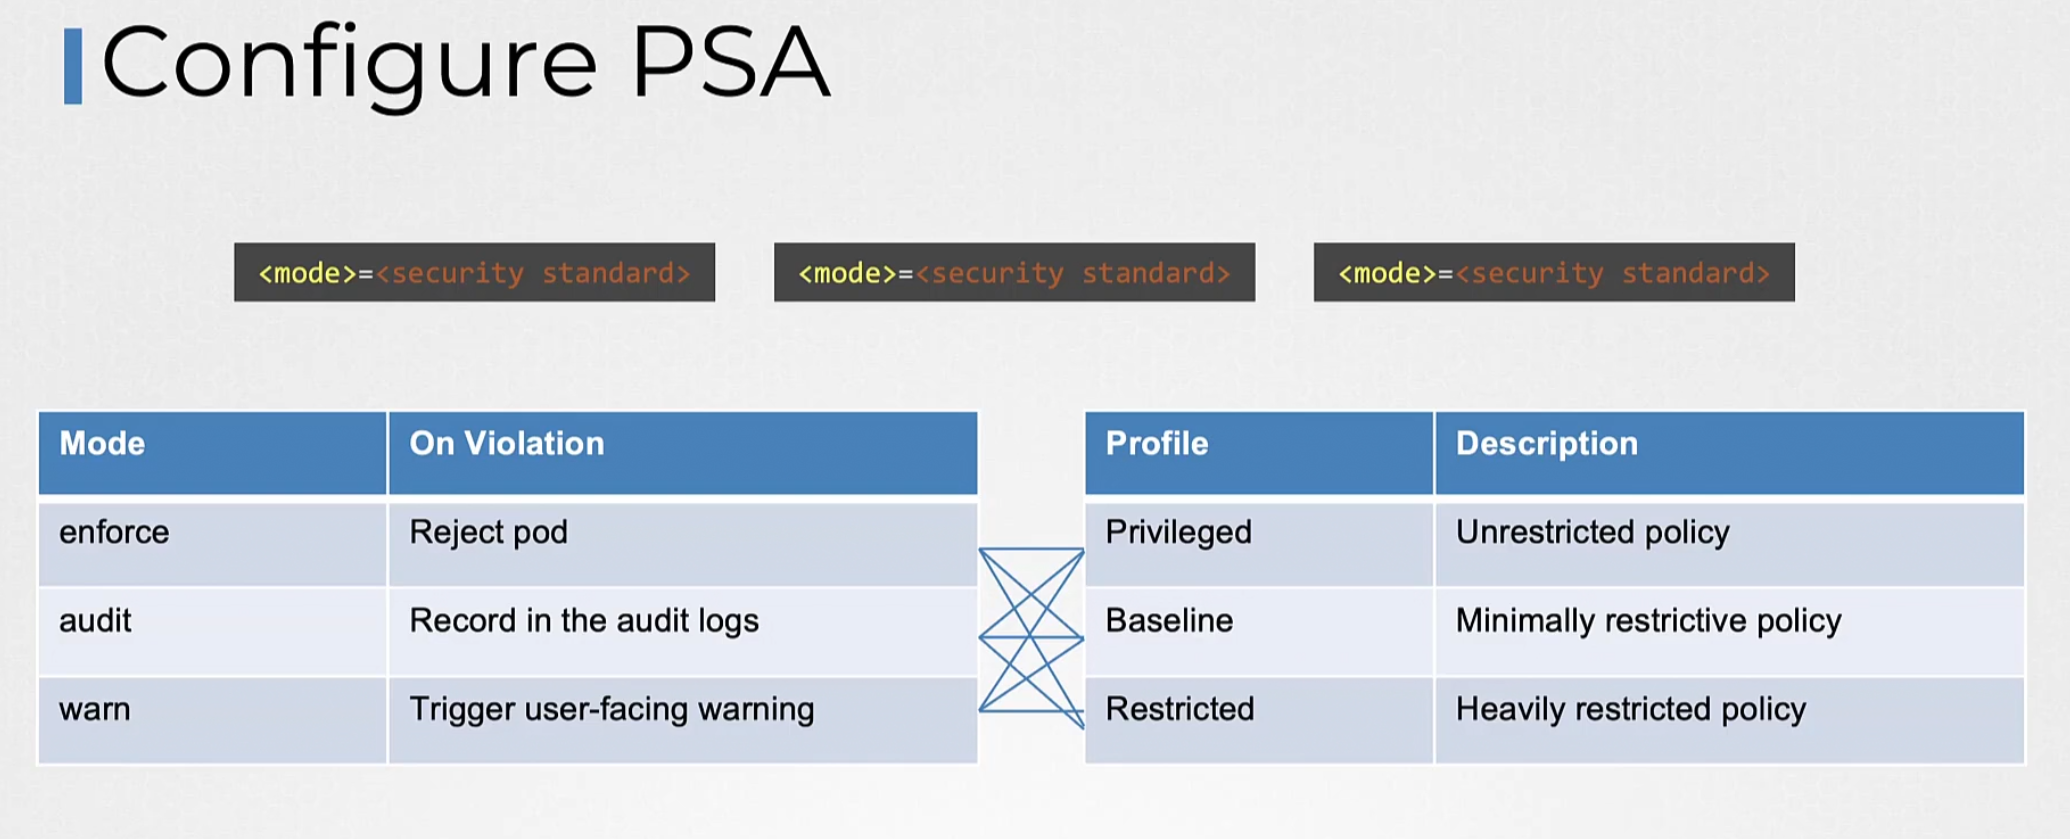 Configure PSA
<mode>=<security standard> <mode>=<security standard> <mode>=<security standard>
Mode On Violation
enforce Reject pod
audit Record in the audit logs
warn Trigger user-facing warning
Profile Description
Privileged Unrestricted policy
Baseline Minimally restrictive policy
Restricted Heavily restricted policy